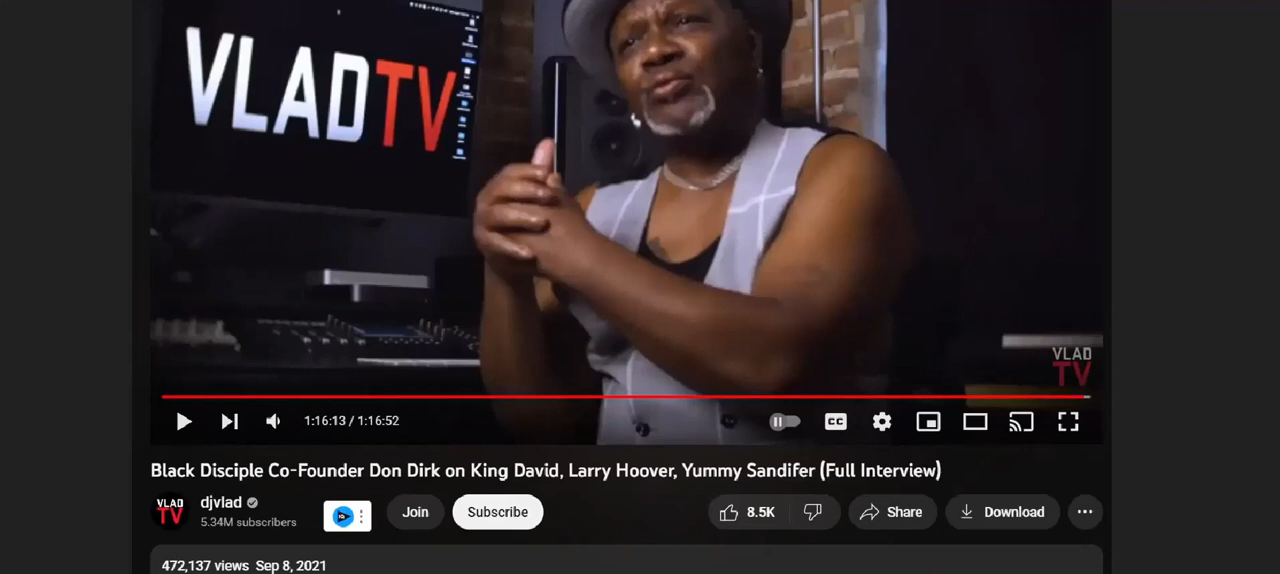 VLADTV
VLAD
TV
1:16:13 / 1:16:52
CC
Black Disciple Co-Founder Don Dirk on King David, Larry Hoover, Yummy Sandifer (Full Interview)
VLAD
TV
djvlad
5.34M subscribers
Join
Subscribe
8.5K
Share
Download
472,137 views Sep 8, 2021